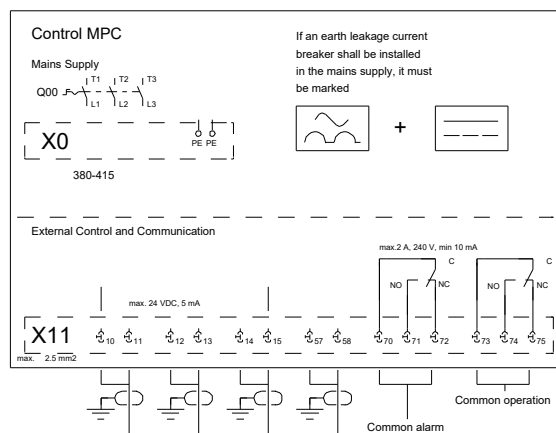 Control MPC
If an earth leakage current
breaker shall be installed
in the mains supply, it must
be marked
Mains Supply
T1 T2 T3
Q00
L1 L2 L3
+
X0
PE PE
380-415
External Control and Communication
max.2 A, 240 V, min 10 mA
C C
NO NC NO NC
max. 24 VDC, 5 mA
X11
10 11 12 13 14 15 57 58 70 71 72 73 74 75
max. 2.5 mm2
Common operation
Common alarm